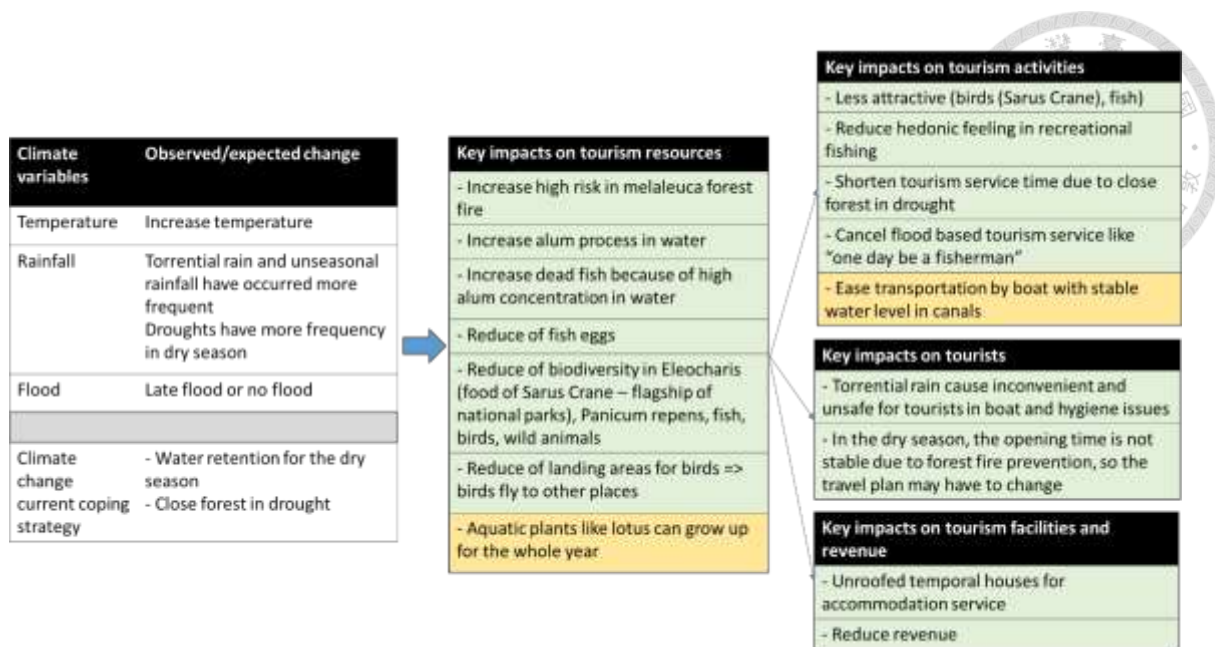 Climate variables
Observed/expected change
Temperature
Increase temperature
Rainfall
Torrential rain and unseasonal
rainfall have occurred more
frequent
Droughts have more frequency
in dry season
Flood
Late flood or no flood
Climate
change
current coping
strategy
- Water retention for the dry
season
- Close forest in drought
Key impacts on tourism resources
- Increase high risk in melaleuca forest
fire
- Increase alum process in water
- Increase dead fish because of high
alum concentration in water
- Reduce of fish eggs
- Reduce of biodiversity in Eleocharis
(food of Sarus Crane – flagship of
national parks), Panicum repens, fish,
birds, wild animals
- Reduce of landing areas for birds =>
birds fly to other places
- Aquatic plants like lotus can grow up
for the whole year
Key impacts on tourism activities
- Less attractive (birds (Sarus Crane), fish)
- Reduce hedonic feeling in recreational
fishing
- Shorten tourism service time due to close
forest in drought
- Cancel flood based tourism service like
"one day be a fisherman"
- Ease transportation by boat with stable
water level in canals
Key impacts on tourists
- Torrential rain cause inconvenient and
unsafe for tourists in boat and hygiene issues
- In the dry season, the opening time is not
stable due to forest fire prevention, so the
travel plan may have to change
Key impacts on tourism facilities and
revenue
- Unroofed temporal houses for
accommodation service
- Reduce revenue